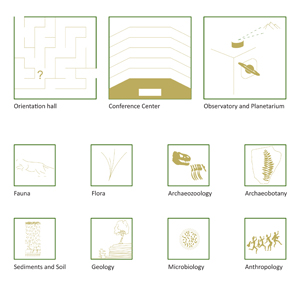 Orientation hall
Conference Center
Observatory and Planetarium
?
Fauna
Flora
Archaeozoology
Archaeobotany
Sediments and Soil
Geology
Microbiology
Anthropology